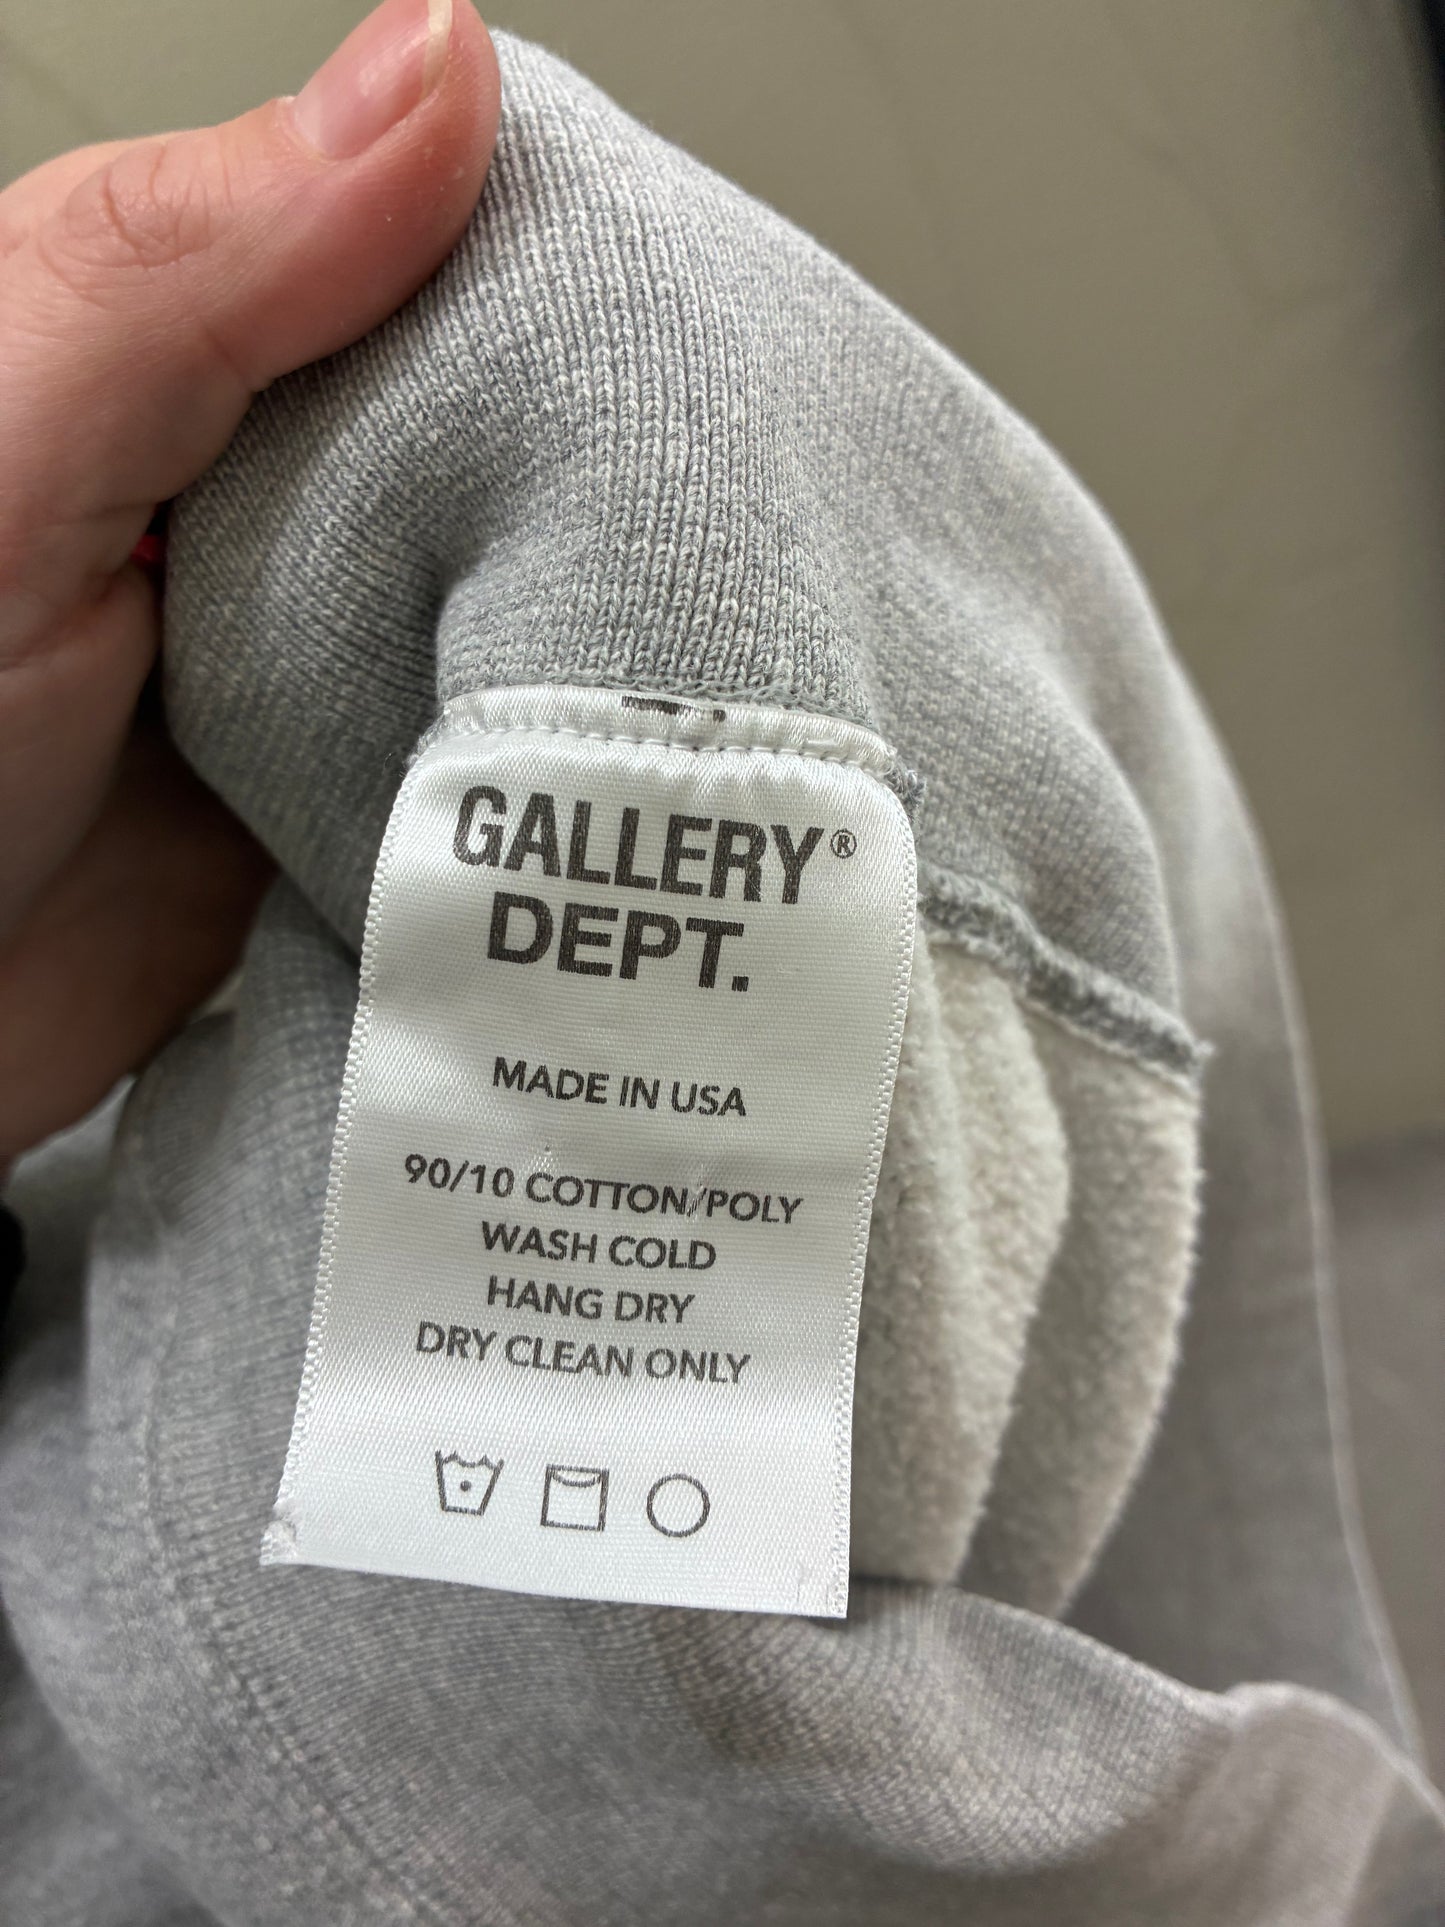 GALLERY®
DEPT.
MADE IN USA
90/10 COTTON/POLY
WASH COLD
HANG DRY
DRY CLEAN ONLY